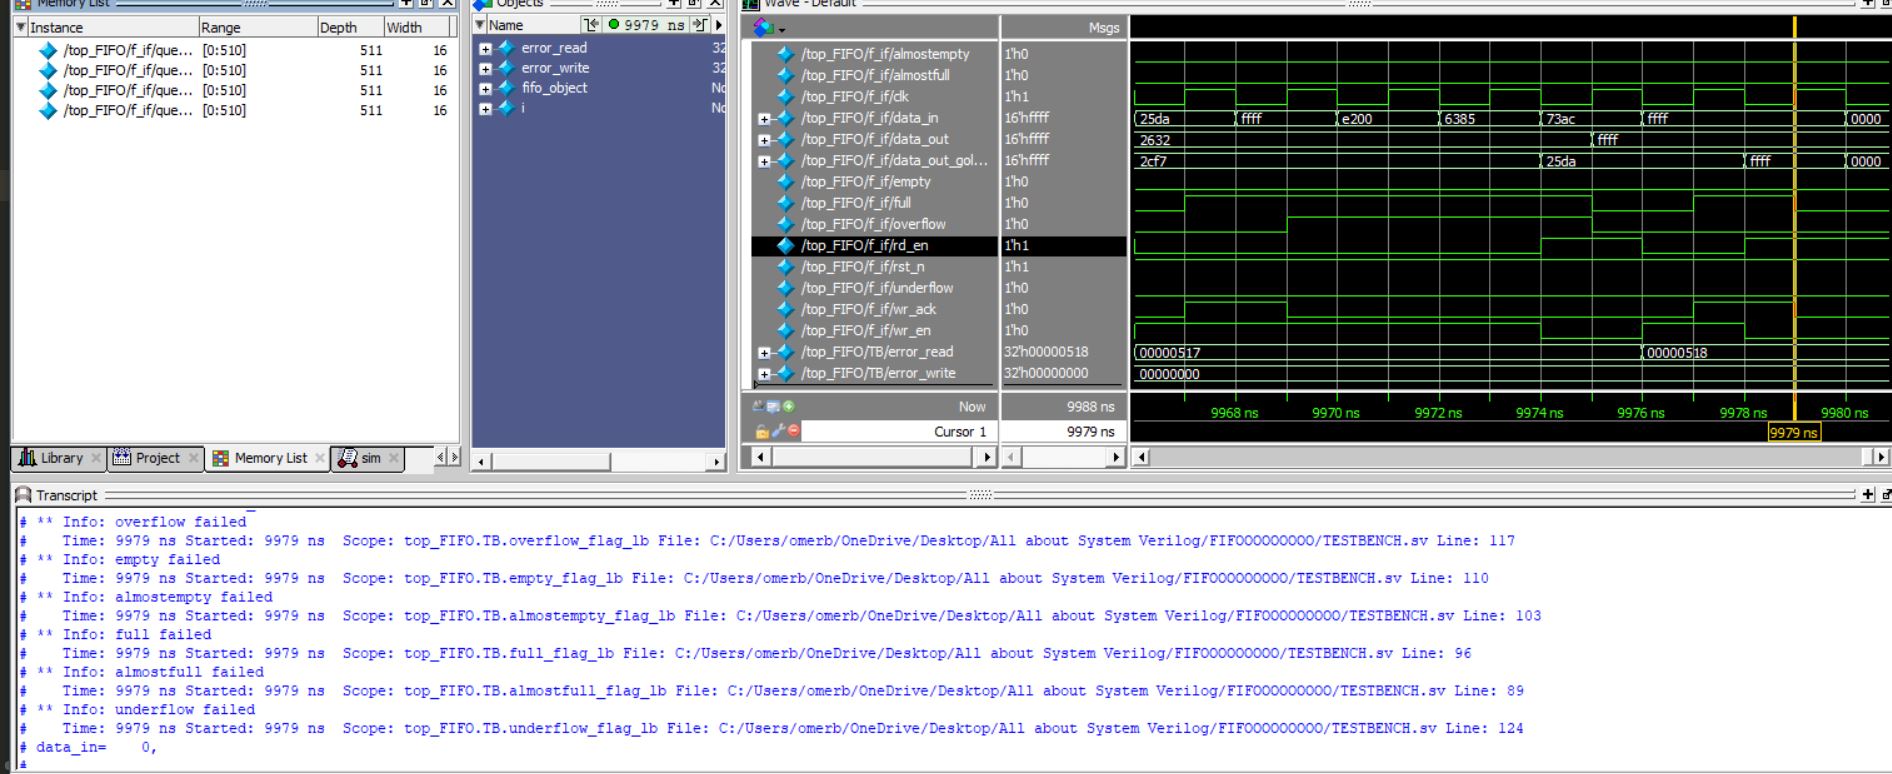 Memory List
Instance Range Depth Width
/top_FIFO/f_if/que... [0:510] 511 16
/top_FIFO/f_if/que... [0:510] 511 16
/top_FIFO/f_if/que... [0:510] 511 16
/top_FIFO/f_if/que... [0:510] 511 16
Library Project Memory List sim
Objects
Name 9979 ns
error_read 32
error_write 32
fifo_object No
i No
Wave - Default
Msgs
/top_FIFO/f_if/almostempty 1'h0
/top_FIFO/f_if/almostfull 1'h0
/top_FIFO/f_if/clk 1'h1
/top_FIFO/f_if/data_in 16'hffff 25da ffff e200 6385 73ac ffff 0000
/top_FIFO/f_if/data_out 16'hffff 2632 ffff
/top_FIFO/f_if/data_out_gol... 16'hffff 2cf7 25da ffff 0000
/top_FIFO/f_if/empty 1'h0
/top_FIFO/f_if/full 1'h0
/top_FIFO/f_if/overflow 1'h0
/top_FIFO/f_if/rd_en 1'h1
/top_FIFO/f_if/rst_n 1'h1
/top_FIFO/f_if/underflow 1'h0
/top_FIFO/f_if/wr_ack 1'h0
/top_FIFO/f_if/wr_en 1'h0
/top_FIFO/TB/error_read 32'h00000518 00000517 00000518
/top_FIFO/TB/error_write 32'h00000000 00000000
Now 9988 ns 9968 ns 9970 ns 9972 ns 9974 ns 9976 ns 9978 ns 9980 ns
Cursor 1 9979 ns 9979 ns
Transcript
# ** Info: overflow failed
# Time: 9979 ns Started: 9979 ns Scope: top_FIFO.TB.overflow_flag_lb File: C:/Users/omerb/OneDrive/Desktop/All about System Verilog/FIFOOOOOOOOO/TESTBENCH.sv Line: 117
# ** Info: empty failed
# Time: 9979 ns Started: 9979 ns Scope: top_FIFO.TB.empty_flag_lb File: C:/Users/omerb/OneDrive/Desktop/All about System Verilog/FIFOOOOOOOOO/TESTBENCH.sv Line: 110
# ** Info: almostempty failed
# Time: 9979 ns Started: 9979 ns Scope: top_FIFO.TB.almostempty_flag_lb File: C:/Users/omerb/OneDrive/Desktop/All about System Verilog/FIFOOOOOOOOO/TESTBENCH.sv Line: 103
# ** Info: full failed
# Time: 9979 ns Started: 9979 ns Scope: top_FIFO.TB.full_flag_lb File: C:/Users/omerb/OneDrive/Desktop/All about System Verilog/FIFOOOOOOOOO/TESTBENCH.sv Line: 96
# ** Info: almostfull failed
# Time: 9979 ns Started: 9979 ns Scope: top_FIFO.TB.almostfull_flag_lb File: C:/Users/omerb/OneDrive/Desktop/All about System Verilog/FIFOOOOOOOOO/TESTBENCH.sv Line: 89
# ** Info: underflow failed
# Time: 9979 ns Started: 9979 ns Scope: top_FIFO.TB.underflow_flag_lb File: C:/Users/omerb/OneDrive/Desktop/All about System Verilog/FIFOOOOOOOOO/TESTBENCH.sv Line: 124
# data_in= 0,
#